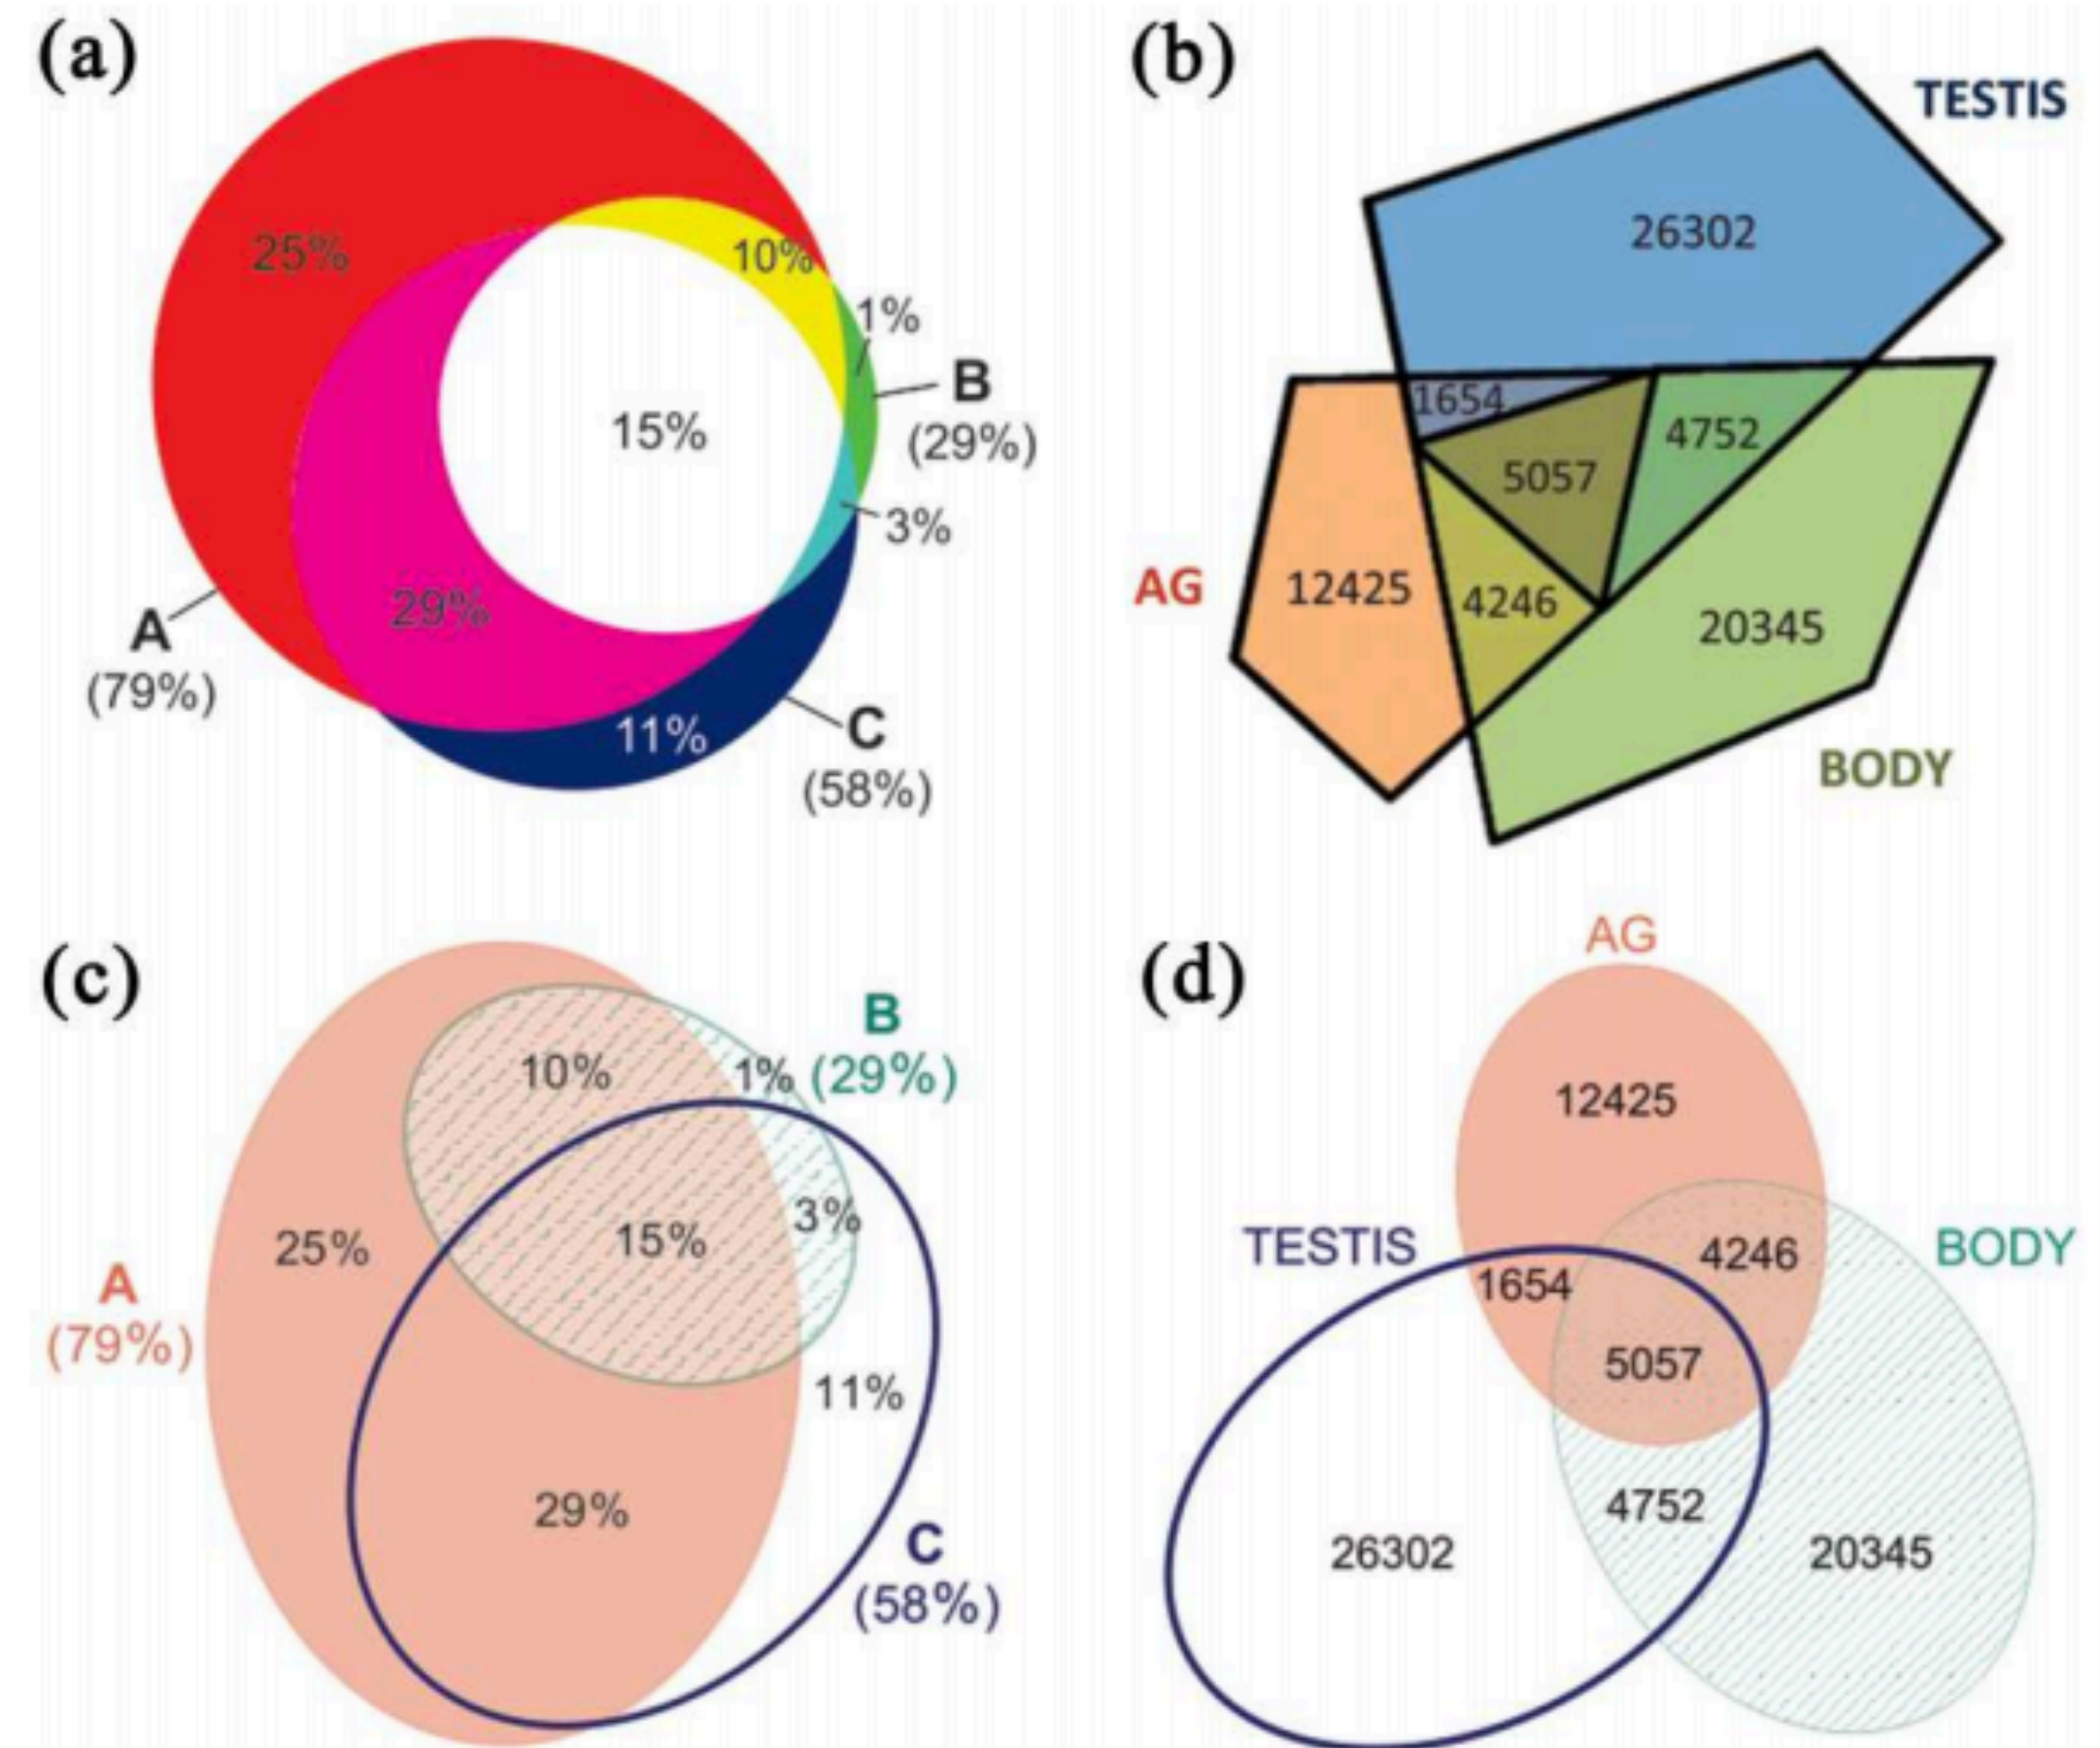 (a)
25%
10%
1%
B
(29%)
15%
3%
29%
A
(79%)
11%
C
(58%)
(b)
TESTIS
26302
1654
4752
5057
AG
12425
4246
20345
BODY
(c)
B
(29%)
10%
1%
3%
15%
25%
A
(79%)
11%
29%
C
(58%)
(d)
AG
12425
TESTIS
4246
BODY
1654
5057
4752
26302
20345